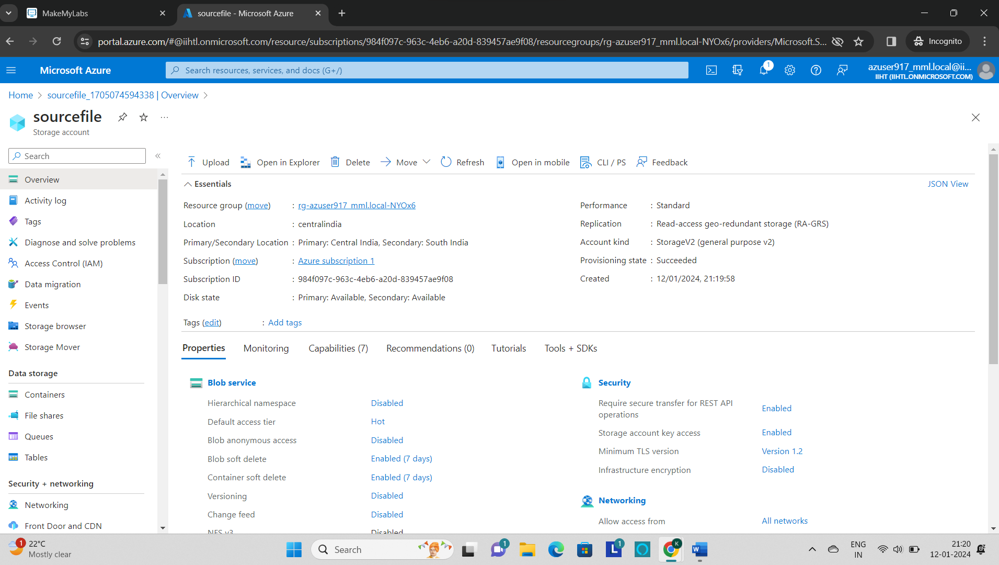 MakeMyLabs
sourcefile - Microsoft Azure
portal.azure.com/#@iihtl.onmicrosoft.com/resource/subscriptions/984f097c-963c-4eb6-a20d-839457ae9f08/resourcegroups/rg-azuser917_mml.local-NYOx6/providers/Microsoft.S...
Incognito
Microsoft Azure
Search resources, services, and docs (G+/)
1
azuser917_mml.local@ii...
IIHT (IIHTL.ONMICROSOFT.COM)
Home > sourcefile_1705074594338 | Overview >
sourcefile
Storage account
Search
Overview
Activity log
Tags
Diagnose and solve problems
Access Control (IAM)
Data migration
Events
Storage browser
Storage Mover
Data storage
Containers
File shares
Queues
Tables
Security + networking
Networking
Front Door and CDN
Upload Open in Explorer Delete Move Refresh Open in mobile CLI / PS Feedback
Essentials
JSON View
Resource group (move) : rg-azuser917_mml.local-NYOx6
Location : centralindia
Primary/Secondary Location : Primary: Central India, Secondary: South India
Subscription (move) : Azure subscription 1
Subscription ID : 984f097c-963c-4eb6-a20d-839457ae9f08
Disk state : Primary: Available, Secondary: Available
Performance : Standard
Replication : Read-access geo-redundant storage (RA-GRS)
Account kind : StorageV2 (general purpose v2)
Provisioning state : Succeeded
Created : 12/01/2024, 21:19:58
Tags (edit) : Add tags
Properties Monitoring Capabilities (7) Recommendations (0) Tutorials Tools + SDKs
Blob service
Hierarchical namespace Disabled
Default access tier Hot
Blob anonymous access Disabled
Blob soft delete Enabled (7 days)
Container soft delete Enabled (7 days)
Versioning Disabled
Change feed Disabled
NFS v3 Disabled
Security
Require secure transfer for REST API
operations
Enabled
Storage account key access Enabled
Minimum TLS version Version 1.2
Infrastructure encryption Disabled
Networking
Allow access from All networks
1
22°C
Mostly clear
Search
1
L
1
K
W
ENG
IN
21:20
12-01-2024